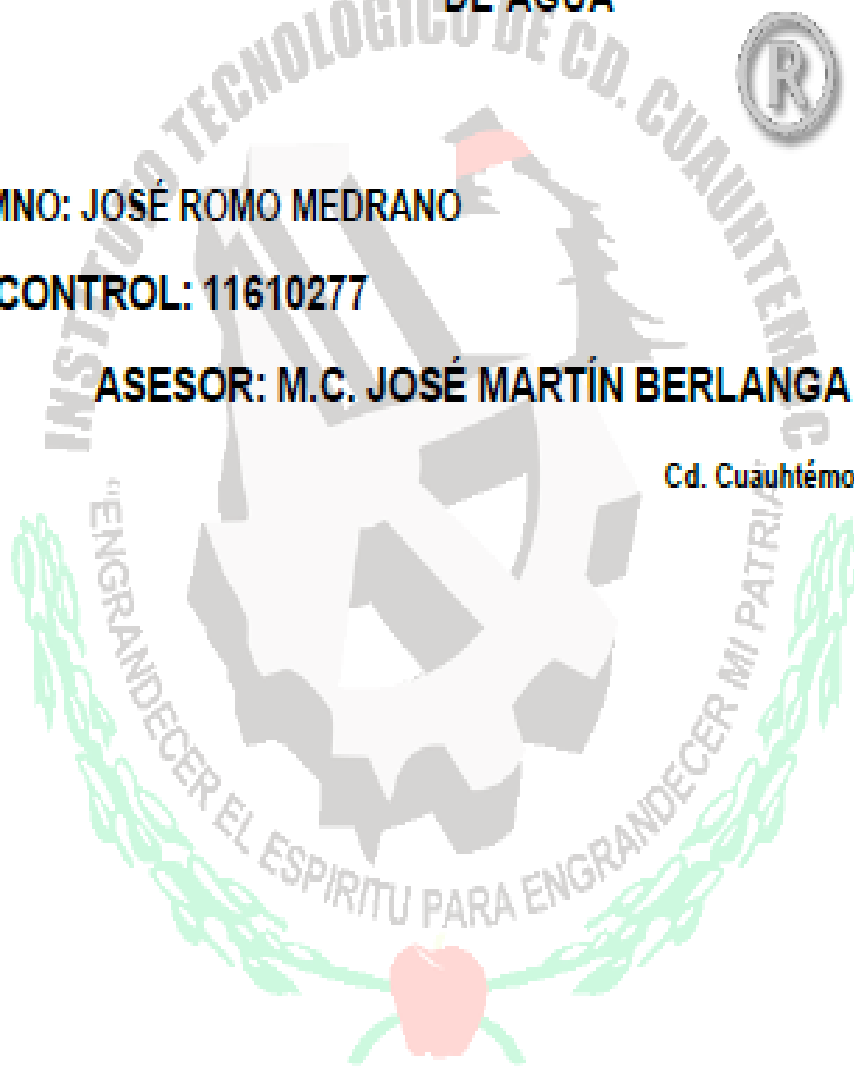 DE AGUA
INSTITUTO TECNOLOGICO DE CD. CUAUHTEM
®
MNO: JOSÉ ROMO MEDRANO
CONTROL: 11610277
ASESOR: M.C. JOSÉ MARTÍN BERLANGA
Cd. Cuauhtémo
"ENGRANDECER EL ESPIRITU PARA ENGRANDECER MI PATRIA"